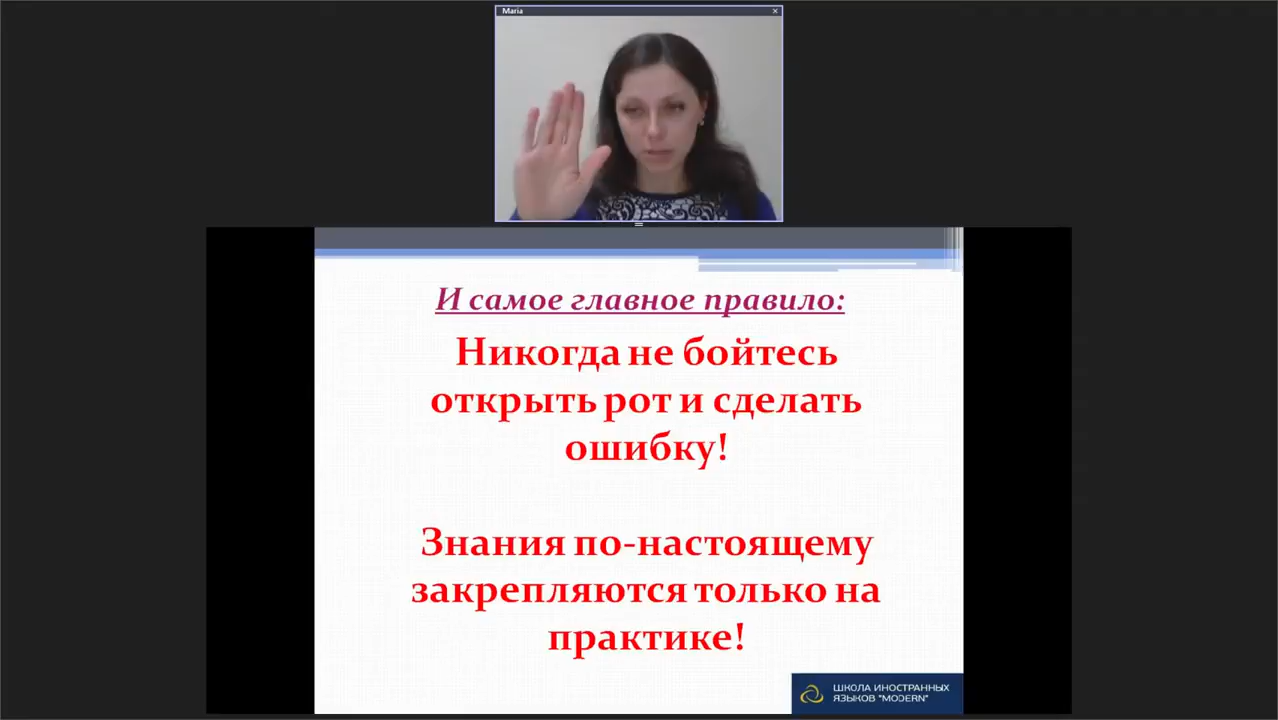 Maria
И самое главное правило:
Никогда не бойтесь
открыть рот и сделать
ошибку!
Знания по-настоящему
закрепляются только на
практике!
ШКОЛА ИНОСТРАННЫХ
ЯЗЫКОВ "MODERN"